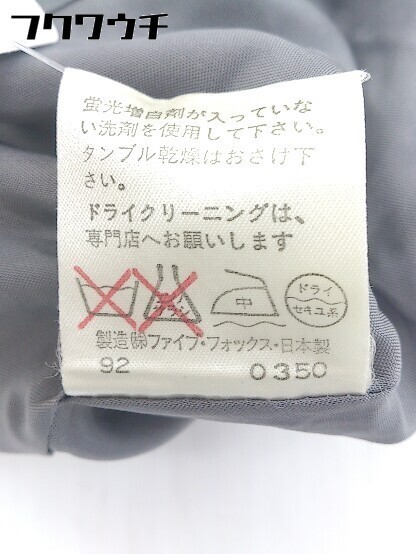 フクワウチ
蛍光増白剤が入っていな
い洗剤を使用して下さい。
タンブル乾燥はおさけ下
さい。
ドライクリーニングは、
専門店へお願いします
中
ドライ
セキユ系
製造㈱ファイブ・フォックス・日本製
92
0350